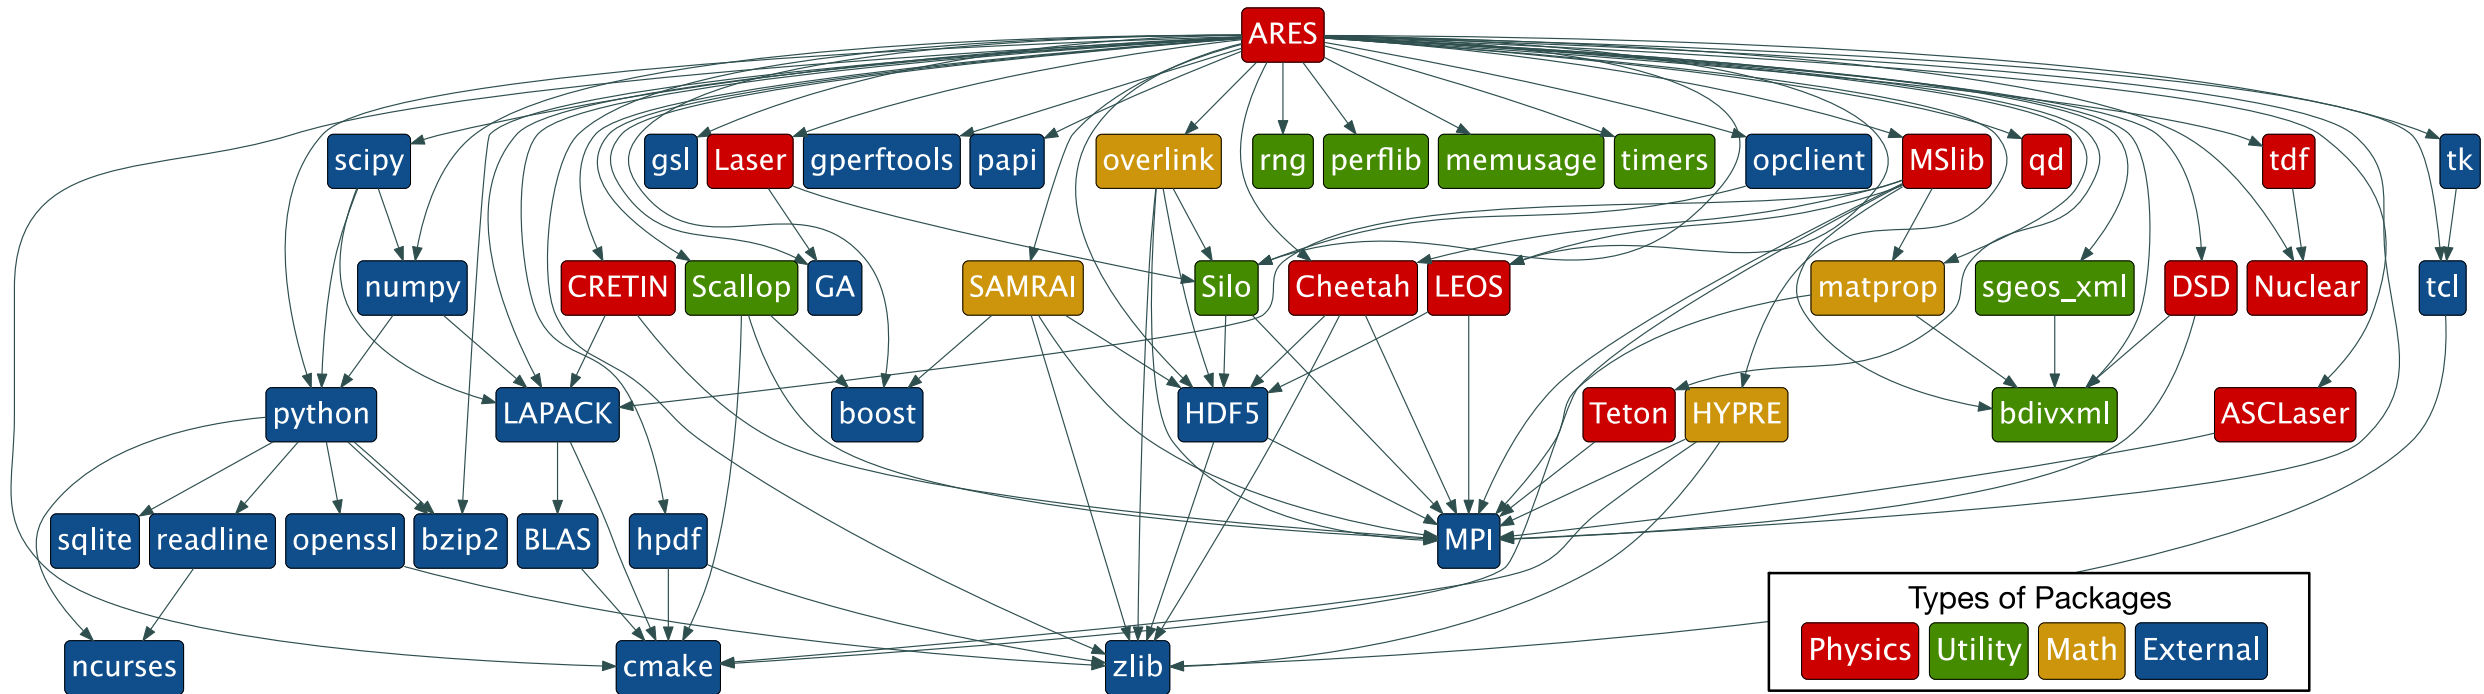 ARES
scipy
gsl
Laser
gperftools
papi
overlink
rng
perflib
memusage
timers
opclient
MSlib
qd
tdf
tk
numpy
CRETIN
Scallop
GA
SAMRAI
Silo
Cheetah
LEOS
matprop
sgeos_xml
DSD
Nuclear
tcl
python
LAPACK
boost
HDF5
Teton
HYPRE
bdivxml
ASCLaser
sqlite
readline
openssl
bzip2
BLAS
hpdf
MPI
ncurses
cmake
zlib
Types of Packages
Physics
Utility
Math
External